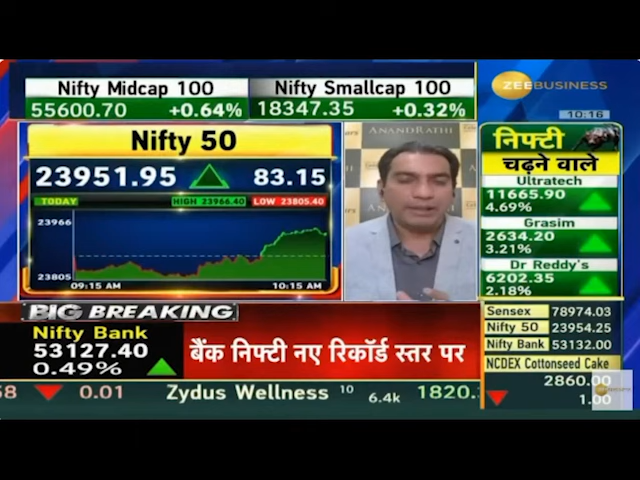 Nifty Midcap 100
55600.70 +0.64%
Nifty Smallcap 100
18347.35 +0.32%
ZEEBUSINESS
10:16
Nifty 50
23951.95 83.15
TODAY HIGH 23966.40 LOW 23805.40
23966
23805
09:15 AM 10:15 AM
ANANDRATHI
निफ्टी
चढ़ने वाले
Ultratech
11665.90
4.69%
Grasim
2634.20
3.21%
Dr Reddy's
6202.35
2.18%
BIG BREAKING
Nifty Bank
53127.40
0.49%
बैंक निफ्टी नए रिकॉर्ड स्तर पर
Sensex 78974.03
Nifty 50 23954.25
Nifty Bank 53132.00
NCDEX Cottonseed Cake
2860.00
1.00
58 0.01 Zydus Wellness 10 6.4k 1820.7